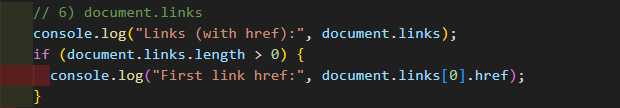 // 6) document.links
console.log("Links (with href):", document.links);
if (document.links.length > 0) {
  console.log("First link href:", document.links[0].href);
}